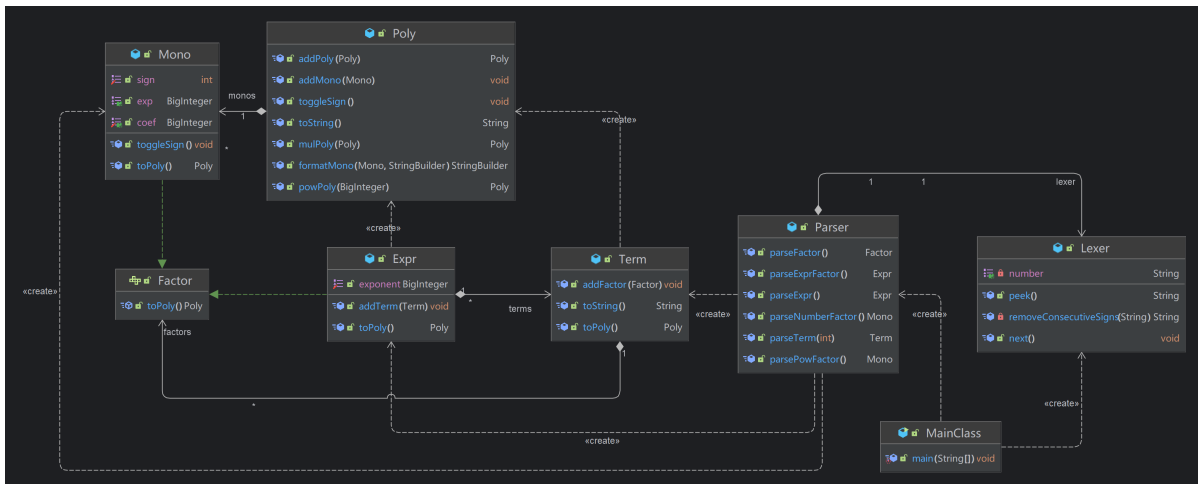 Poly
addPoly(Poly) Poly
addMono(Mono) void
toggleSign() void
toString() String
mulPoly(Poly) Poly
formatMono(Mono, StringBuilder) StringBuilder
powPoly(BigInteger) Poly
Mono
sign int
exp BigInteger
coef BigInteger
toggleSign() void
toPoly() Poly
monos
1
*
«create»
«create»
«create»
Factor
toPoly() Poly
factors
*
Expr
exponent BigInteger
addTerm(Term) void
toPoly() Poly
1
*
terms
Term
addFactor(Factor) void
toString() String
toPoly() Poly
1
«create»
Parser
parseFactor() Factor
parseExprFactor() Expr
parseExpr() Expr
parseNumberFactor() Mono
parseTerm(int) Term
parsePowFactor() Mono
1
1
lexer
Lexer
number String
peek() String
removeConsecutiveSigns(String) String
next() void
«create»
«create»
«create»
MainClass
main(String[]) void